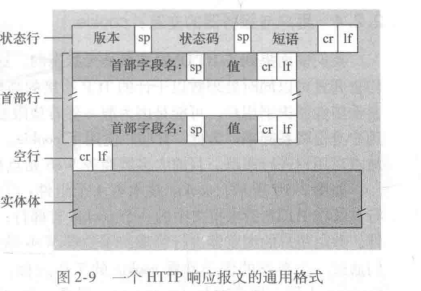 状态行 版本 sp 状态码 sp 短语 cr lf
首部字段名： sp 值 cr lf
首部行
首部字段名： sp 值 cr lf
空行 cr lf
实体体
图 2-9 一个 HTTP 响应报文的通用格式